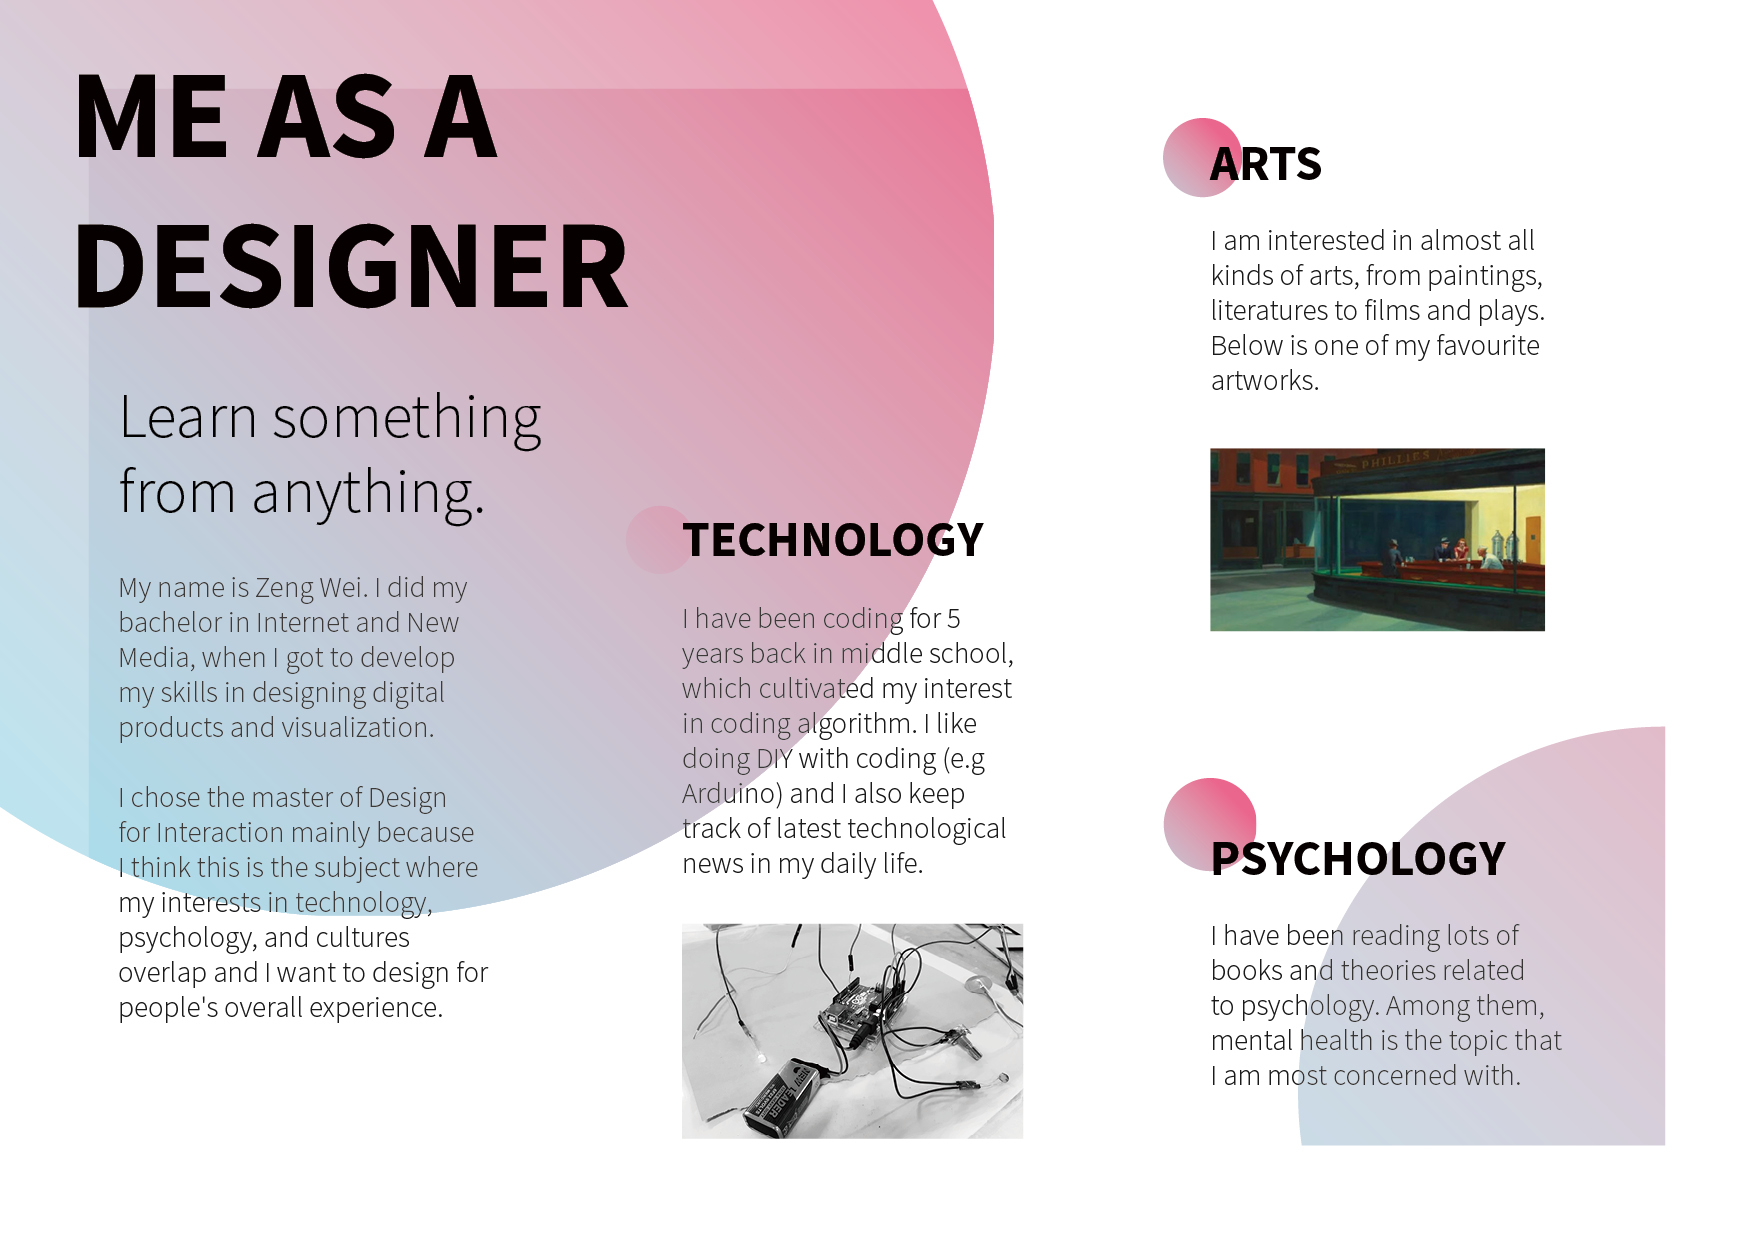 ME AS A
DESIGNER
Learn something
from anything.
My name is Zeng Wei. I did my
bachelor in Internet and New
Media, when I got to develop
my skills in designing digital
products and visualization.
I chose the master of Design
for Interaction mainly because
I think this is the subject where
my interests in technology,
psychology, and cultures
overlap and I want to design for
people's overall experience.
TECHNOLOGY
I have been coding for 5
years back in middle school,
which cultivated my interest
in coding algorithm. I like
doing DIY with coding (e.g
Arduino) and I also keep
track of latest technological
news in my daily life.
NEW LEADER
ARTS
I am interested in almost all
kinds of arts, from paintings,
literatures to films and plays.
Below is one of my favourite
artworks.
PHILLIES
PSYCHOLOGY
I have been reading lots of
books and theories related
to psychology. Among them,
mental health is the topic that
I am most concerned with.